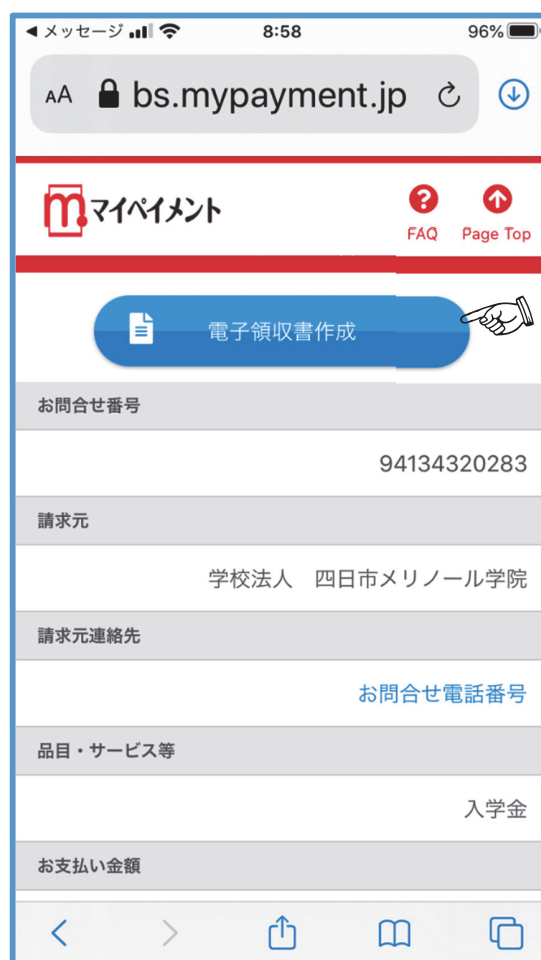 メッセージ 8:58 96%
AA bs.mypayment.jp
m. マイペイメント
? FAQ Page Top
電子領収書作成
お問合せ番号
94134320283
請求元
学校法人　四日市メリノール学院
請求元連絡先
お問合せ電話番号
品目・サービス等
入学金
お支払い金額